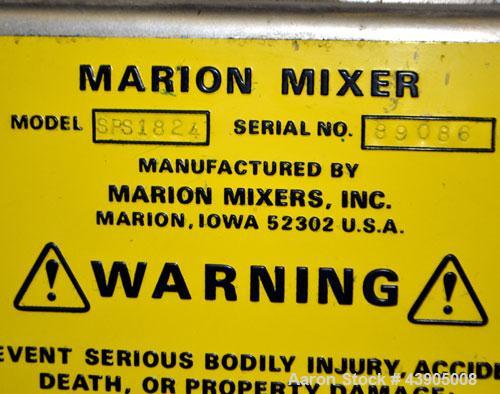 MARION MIXER
MODEL SPS1824 SERIAL NO. 89086
MANUFACTURED BY
MARION MIXERS, INC.
MARION, IOWA 52302 U.S.A.
WARNING
EVENT SERIOUS BODILY INJURY, ACCIDE
DEATH, OR PROPERTY DAMAGE:
Aaron Stock # 43905008